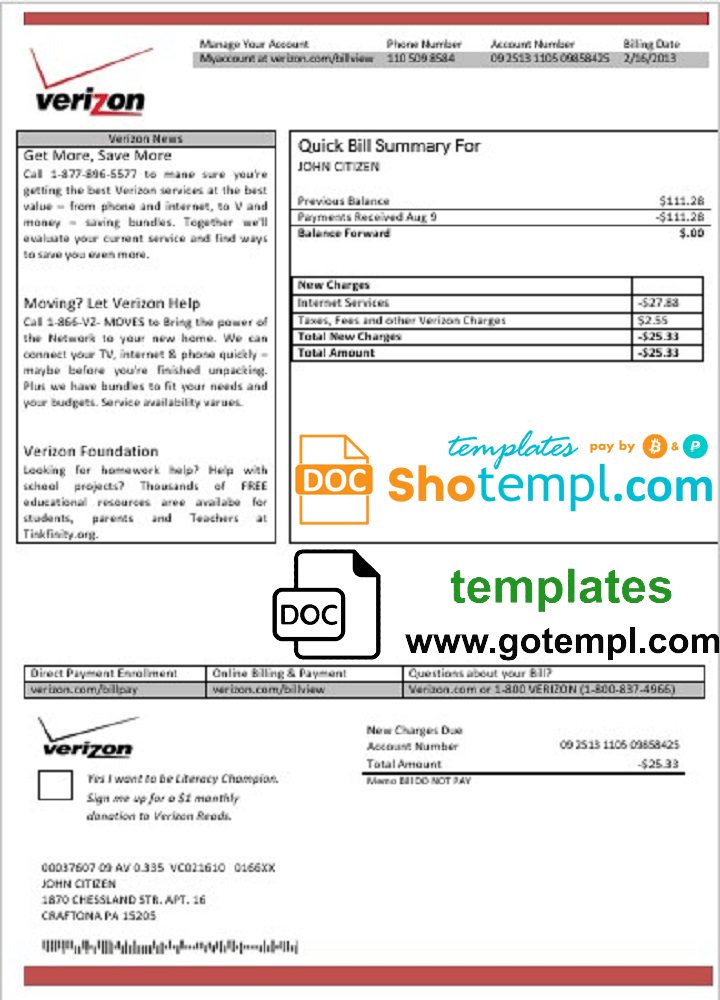 Manage Your Account Phone Number Account Number Billing Date
Myaccount at verizon.com/billview 110 509 8584 09 2513 1105 09858425 2/16/2013
verizon
Verizon News
Get More, Save More
Call 1-877-896-5577 to mane sure you're
getting the best Verizon services at the best
value – from phone and internet, to V and
money – saving bundles. Together we'll
evaluate your current service and find ways
to save you even more.
Moving? Let Verizon Help
Call 1-866-VZ- MOVES to Bring the power of
the Network to your new home. We can
connect your TV, internet & phone quickly –
maybe before you're finished unpacking.
Plus we have bundles to fit your needs and
your budgets. Service availability varues.
Verizon Foundation
Looking for homework help? Help with
school projects? Thousands of FREE
educational resources aree availabe for
students, parents and Teachers at
Tinkfinity.org.
Quick Bill Summary For
JOHN CITIZEN
Previous Balance $111.28
Payments Received Aug 9 -$111.28
Balance Forward $.00
New Charges
Internet Services -$27.88
Taxes, Fees and other Verizon Charges $2.55
Total New Charges -$25.33
Total Amount -$25.33
templates pay by & P
DOC Shotempl.com
DOC templates
www.gotempl.com
Direct Payment Enrollment Online Billing & Payment Questions about your Bill?
verizon.com/billpay verizon.com/billview Verizon.com or 1-800 VERIZON (1-800-837-4966)
verizon
Yes I want to be Literacy Champion.
Sign me up for a $1 monthly
donation to Verizon Reads.
New Charges Due
Account Number 09 2513 1105 09858425
Total Amount -$25.33
Memo Bill DO NOT PAY
00037607 09 AV 0.335 VC021610 0166XX
JOHN CITIZEN
1870 CHESSLAND STR. APT. 16
CRAFTONA PA 15205